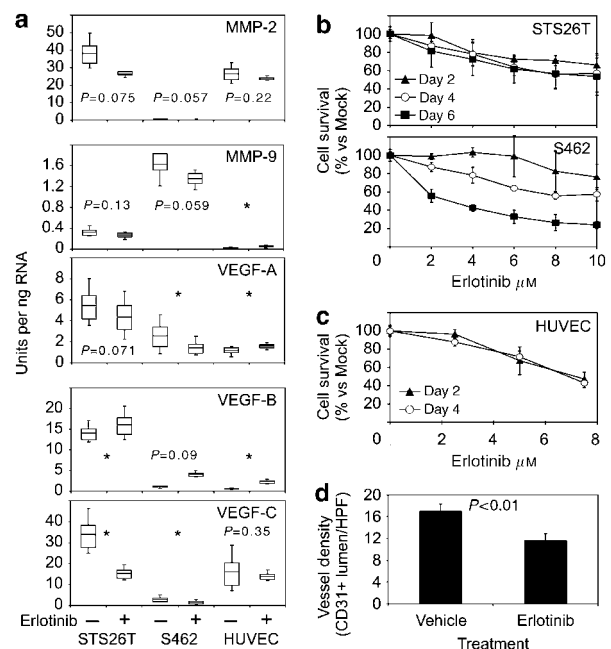 a
MMP-2
50
40
30
20
10
0
P=0.075
P=0.057
P=0.22
MMP-9
1.6
1.2
0.8
0.4
0
P=0.13
P=0.059
*
VEGF-A
8
6
4
2
0
P=0.071
*
*
VEGF-B
20
15
10
5
0
*
P=0.09
*
VEGF-C
40
30
20
10
0
*
*
P=0.35
Units per ng RNA
Erlotinib − + − + − +
STS26T S462 HUVEC
b
STS26T
100
80
60
40
20
0
Day 2
Day 4
Day 6
S462
100
80
60
40
20
0
Cell survival
(% vs Mock)
0 2 4 6 8 10
Erlotinib μM
c
HUVEC
100
80
60
40
20
0
Day 2
Day 4
Cell survival
(% vs Mock)
0 2 4 6 8
Erlotinib μM
d
20
16
12
8
4
0
P<0.01
Vessel density
(CD31+ lumen/HPF)
Vehicle Erlotinib
Treatment